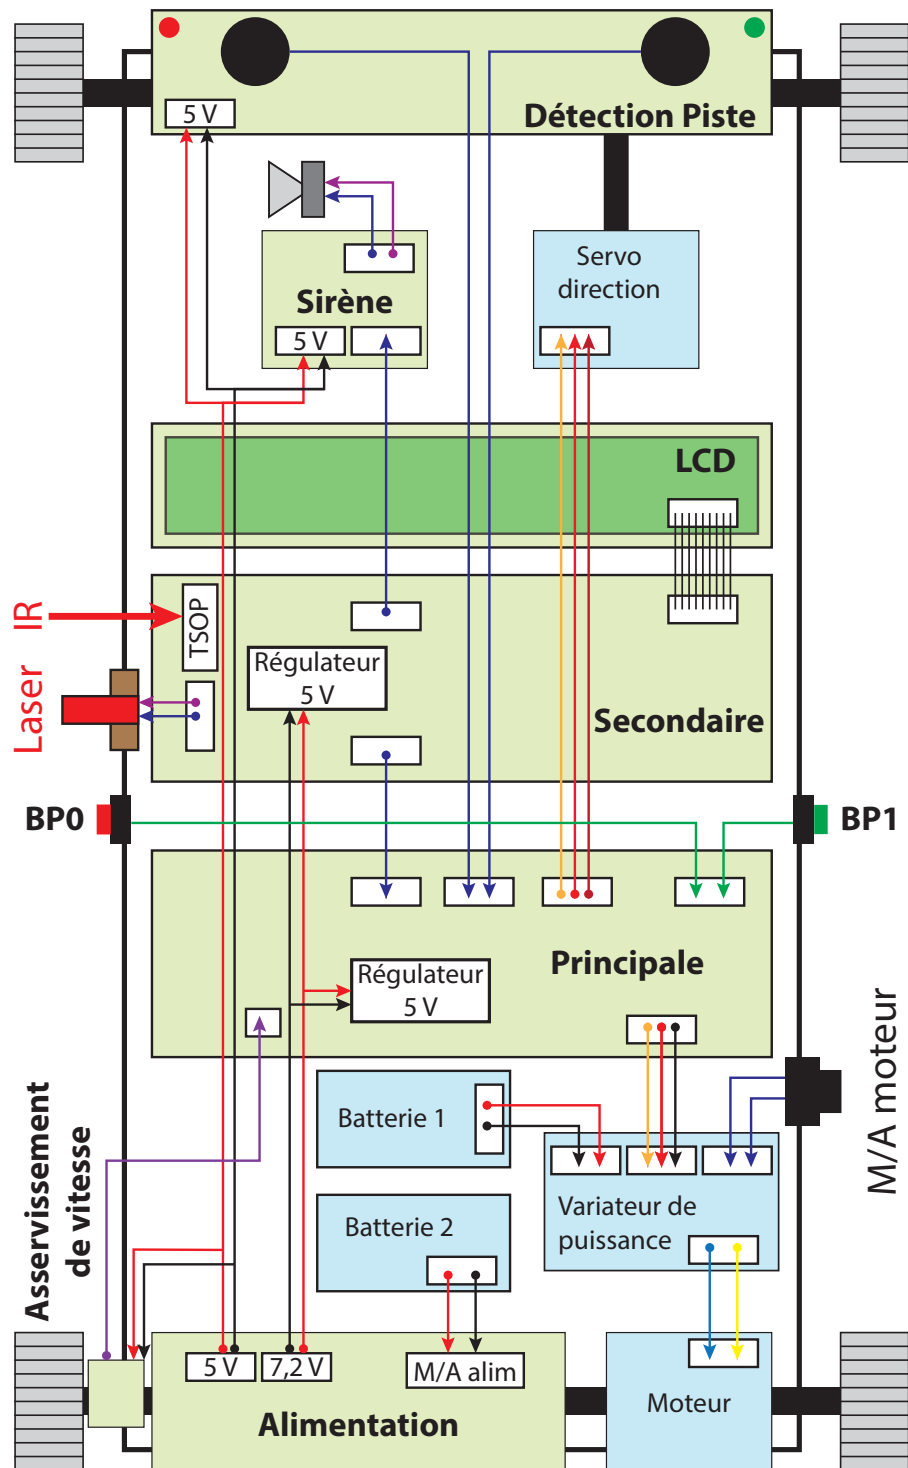 5 V
Détection Piste
Servo
direction
Sirène
5 V
LCD
IR
TSOP
Laser
Régulateur
5 V
Secondaire
BP0
BP1
Principale
Régulateur
5 V
M/A moteur
Asservissement
de vitesse
Batterie 1
Batterie 2
Variateur de
puissance
5 V
7,2 V
M/A alim
Moteur
Alimentation